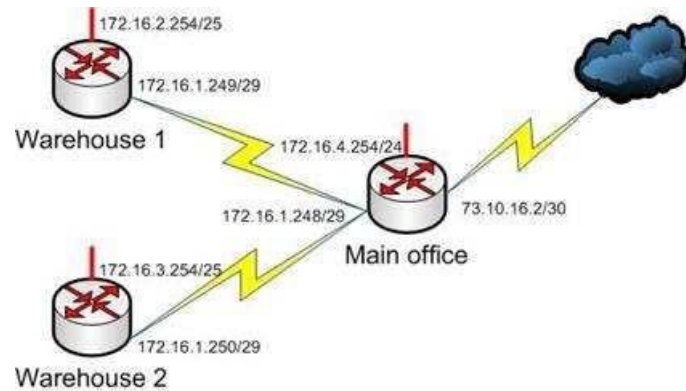 172.16.2.254/25
172.16.1.249/29
Warehouse 1
172.16.4.254/24
172.16.1.248/29
73.10.16.2/30
Main office
172.16.3.254/25
172.16.1.250/29
Warehouse 2